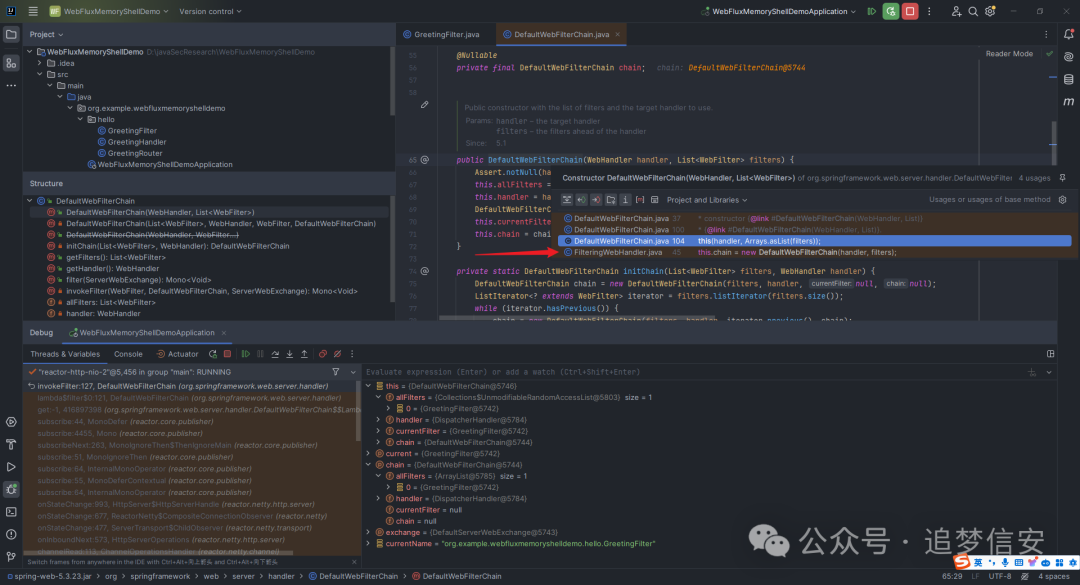 WF WebFluxMemoryShellDemo Version control
WebFluxMemoryShellDemoApplication
Project
WebFluxMemoryShellDemo D:\javaSecResearch\WebFluxMemoryShellDemo
.idea
src
main
java
org.example.webfluxmemoryshelldemo
hello
GreetingFilter
GreetingHandler
GreetingRouter
WebFluxMemoryShellDemoApplication
Structure
DefaultWebFilterChain
DefaultWebFilterChain(WebHandler, List<WebFilter>)
DefaultWebFilterChain(List<WebFilter>, WebHandler, WebFilter, DefaultWebFilterChain)
DefaultWebFilterChain(WebHandler, WebFilter...)
initChain(List<WebFilter>, WebHandler): DefaultWebFilterChain
getFilters(): List<WebFilter>
getHandler(): WebHandler
filter(ServerWebExchange): Mono<Void>
invokeFilter(WebFilter, DefaultWebFilterChain, ServerWebExchange): Mono<Void>
allFilters: List<WebFilter>
handler: WebHandler
GreetingFilter.java DefaultWebFilterChain.java
Reader Mode
55 @Nullable
56 private final DefaultWebFilterChain chain; chain: DefaultWebFilterChain@5744
57
58
Public constructor with the list of filters and the target handler to use.
Params: handler – the target handler
filters – the filters ahead of the handler
Since: 5.1
65 public DefaultWebFilterChain(WebHandler handler, List<WebFilter> filters) {
66 Assert.notNull(ha
67 this.allFilters =
68 this.handler = ha
69 DefaultWebFilterC
70 this.currentFilte
71 this.chain = chai
72 }
73
74 private static DefaultWebFilterChain initChain(List<WebFilter> filters, WebHandler handler) {
75 DefaultWebFilterChain chain = new DefaultWebFilterChain(filters, handler, currentFilter: null, chain: null);
76 ListIterator<? extends WebFilter> iterator = filters.listIterator(filters.size());
77 while (iterator.hasPrevious()) {
78 chain = new DefaultWebFilterChain(filters, handler, iterator.previous(), chain);
Constructor DefaultWebFilterChain(WebHandler, List<WebFilter>) of org.springframework.web.server.handler.DefaultWebFilter 4 usages
Project and Libraries Usages or usages of base method
DefaultWebFilterChain.java 37 * constructor {@link #DefaultWebFilterChain(WebHandler, List)}
DefaultWebFilterChain.java 100 * {@link #DefaultWebFilterChain(WebHandler, List)}
DefaultWebFilterChain.java 104 this(handler, Arrays.asList(filters));
FilteringWebHandler.java 45 this.chain = new DefaultWebFilterChain(handler, filters);
Debug WebFluxMemoryShellDemoApplication
Threads & Variables Console Actuator
"reactor-http-nio-2"@5,456 in group "main": RUNNING
invokeFilter:127, DefaultWebFilterChain (org.springframework.web.server.handler)
lambda$filter$0:121, DefaultWebFilterChain (org.springframework.web.server.handler)
get:-1, 416897398 (org.springframework.web.server.handler.DefaultWebFilterChain$$Lamb
subscribe:44, MonoDefer (reactor.core.publisher)
subscribe:4455, Mono (reactor.core.publisher)
subscribeNext:263, MonoIgnoreThen$ThenIgnoreMain (reactor.core.publisher)
subscribe:51, MonoIgnoreThen (reactor.core.publisher)
subscribe:64, InternalMonoOperator (reactor.core.publisher)
subscribe:55, MonoDeferContextual (reactor.core.publisher)
subscribe:64, InternalMonoOperator (reactor.core.publisher)
onStateChange:993, HttpServer$HttpServerHandle (reactor.netty.http.server)
onStateChange:677, ReactorNetty$CompositeConnectionObserver (reactor.netty)
onStateChange:477, ServerTransport$ChildObserver (reactor.netty.transport)
onInboundNext:573, HttpServerOperations (reactor.netty.http.server)
Switch frames from anywhere in the IDE with Ctrl+Alt+向上箭头 and Ctrl+Alt+向下箭头
Evaluate expression (Enter) or add a watch (Ctrl+Shift+Enter)
this = {DefaultWebFilterChain@5746}
allFilters = {Collections$UnmodifiableRandomAccessList@5803} size = 1
0 = {GreetingFilter@5742}
handler = {DispatcherHandler@5784}
currentFilter = {GreetingFilter@5742}
chain = {DefaultWebFilterChain@5744}
current = {GreetingFilter@5742}
chain = {DefaultWebFilterChain@5744}
allFilters = {ArrayList@5785} size = 1
0 = {GreetingFilter@5742}
handler = {DispatcherHandler@5784}
currentFilter = null
chain = null
exchange = {DefaultServerWebExchange@5743}
currentName = "org.example.webfluxmemoryshelldemo.hello.GreetingFilter"
公众号 · 追梦信安
英
spring-web-5.3.23.jar org springframework web server handler DefaultWebFilterChain DefaultWebFilterChain
65:29 LF UTF-8 4 spaces